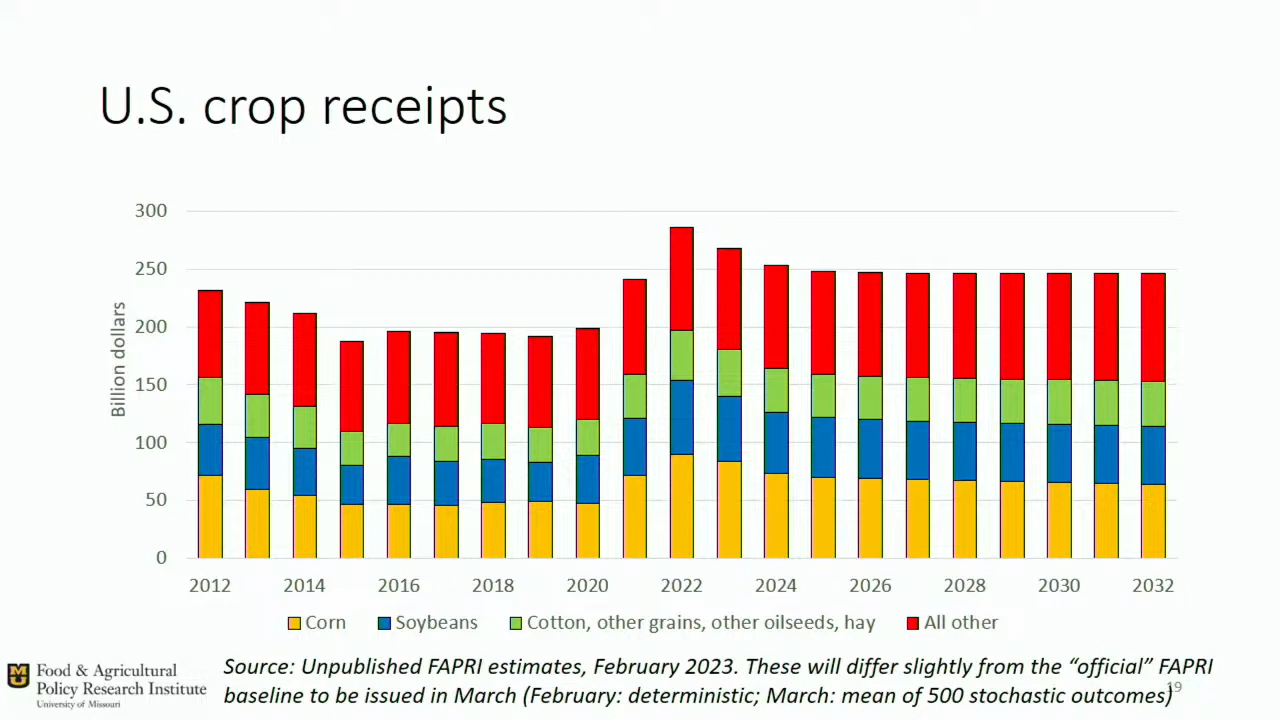 U.S. crop receipts
300
250
200
150
100
50
0
Billion dollars
2012 2014 2016 2018 2020 2022 2024 2026 2028 2030 2032
Corn Soybeans Cotton, other grains, other oilseeds, hay All other
Food & Agricultural
Policy Research Institute
University of Missouri
Source: Unpublished FAPRI estimates, February 2023. These will differ slightly from the “official” FAPRI
baseline to be issued in March (February: deterministic; March: mean of 500 stochastic outcomes)
19